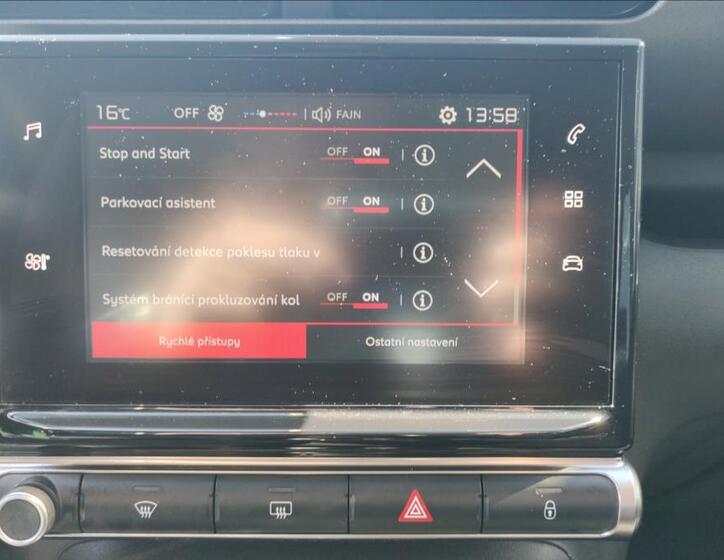 16°C OFF FAJN 13:58
Stop and Start OFF ON
Parkovací asistent OFF ON
Resetování detekce poklesu tlaku v
Systém bránící prokluzování kol OFF ON
Rychlé přístupy Ostatní nastavení